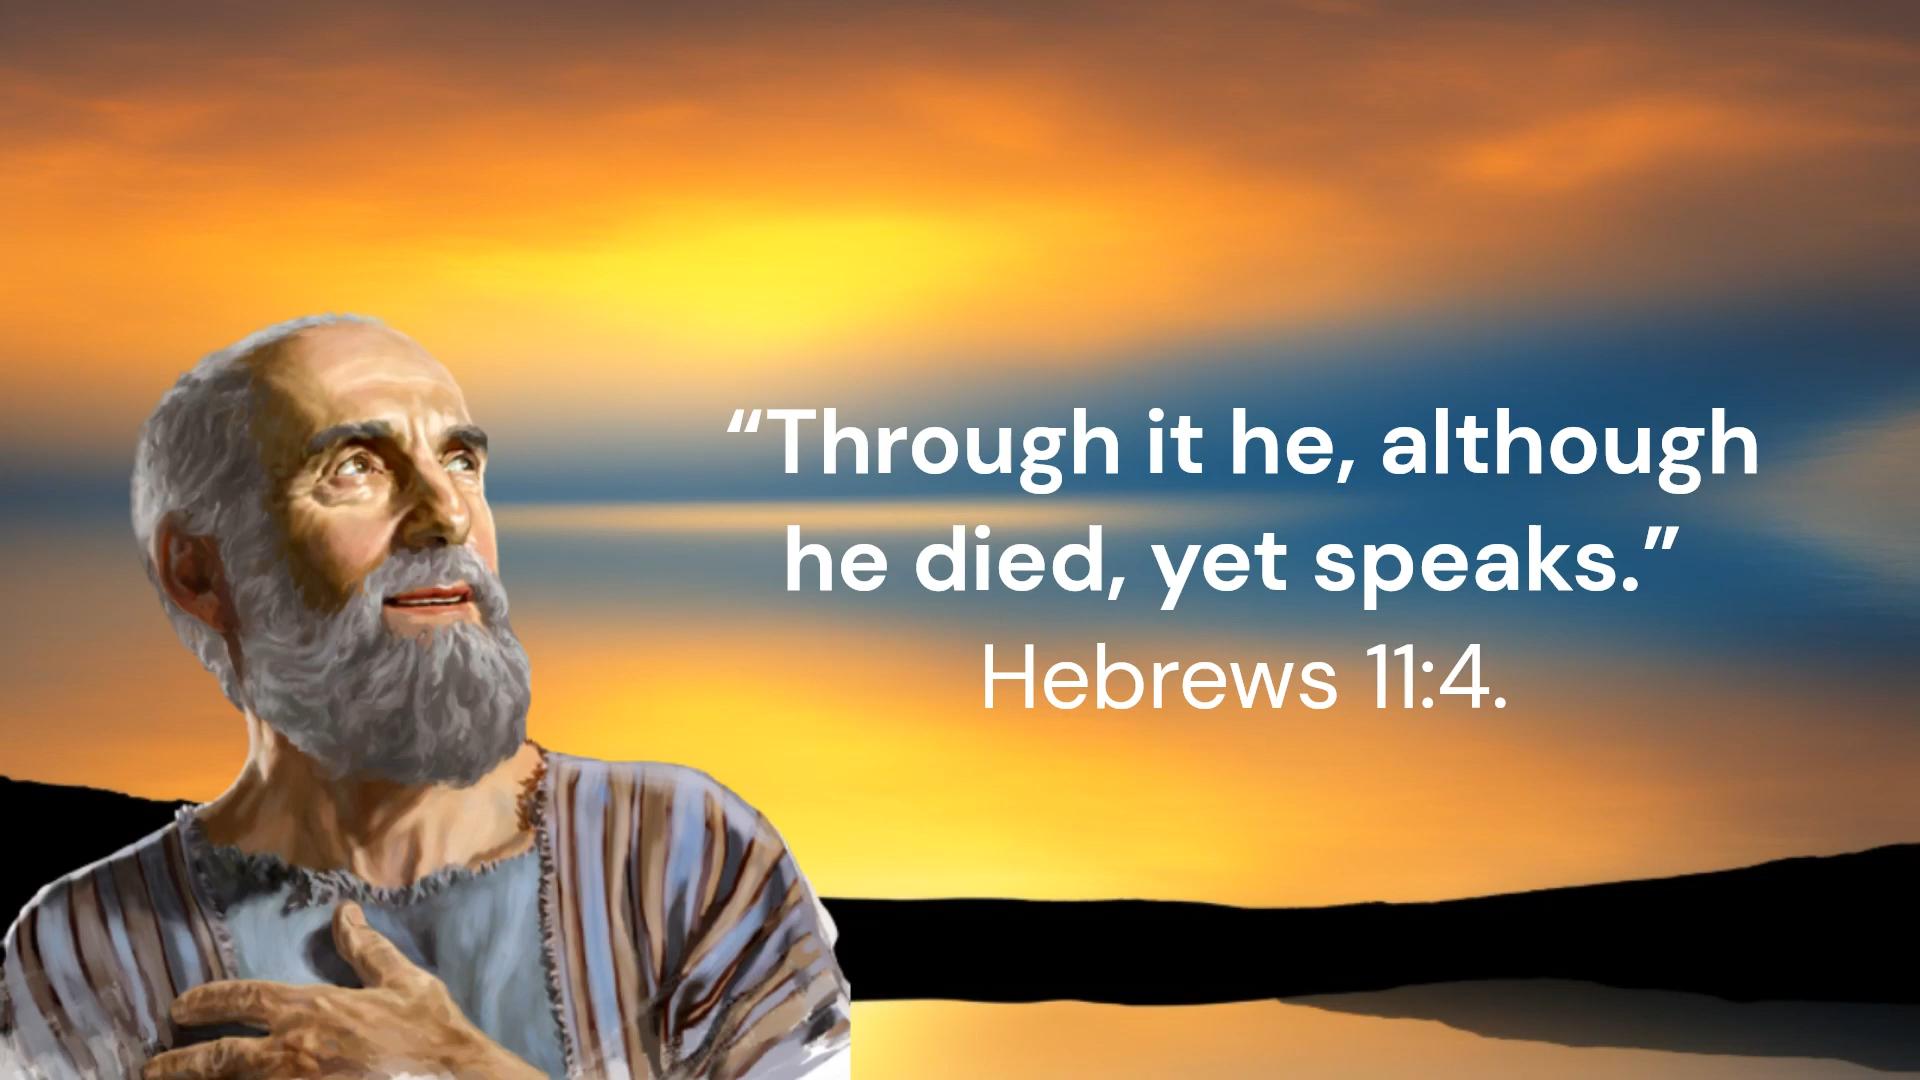 “Through it he, although
he died, yet speaks.”
Hebrews 11:4.